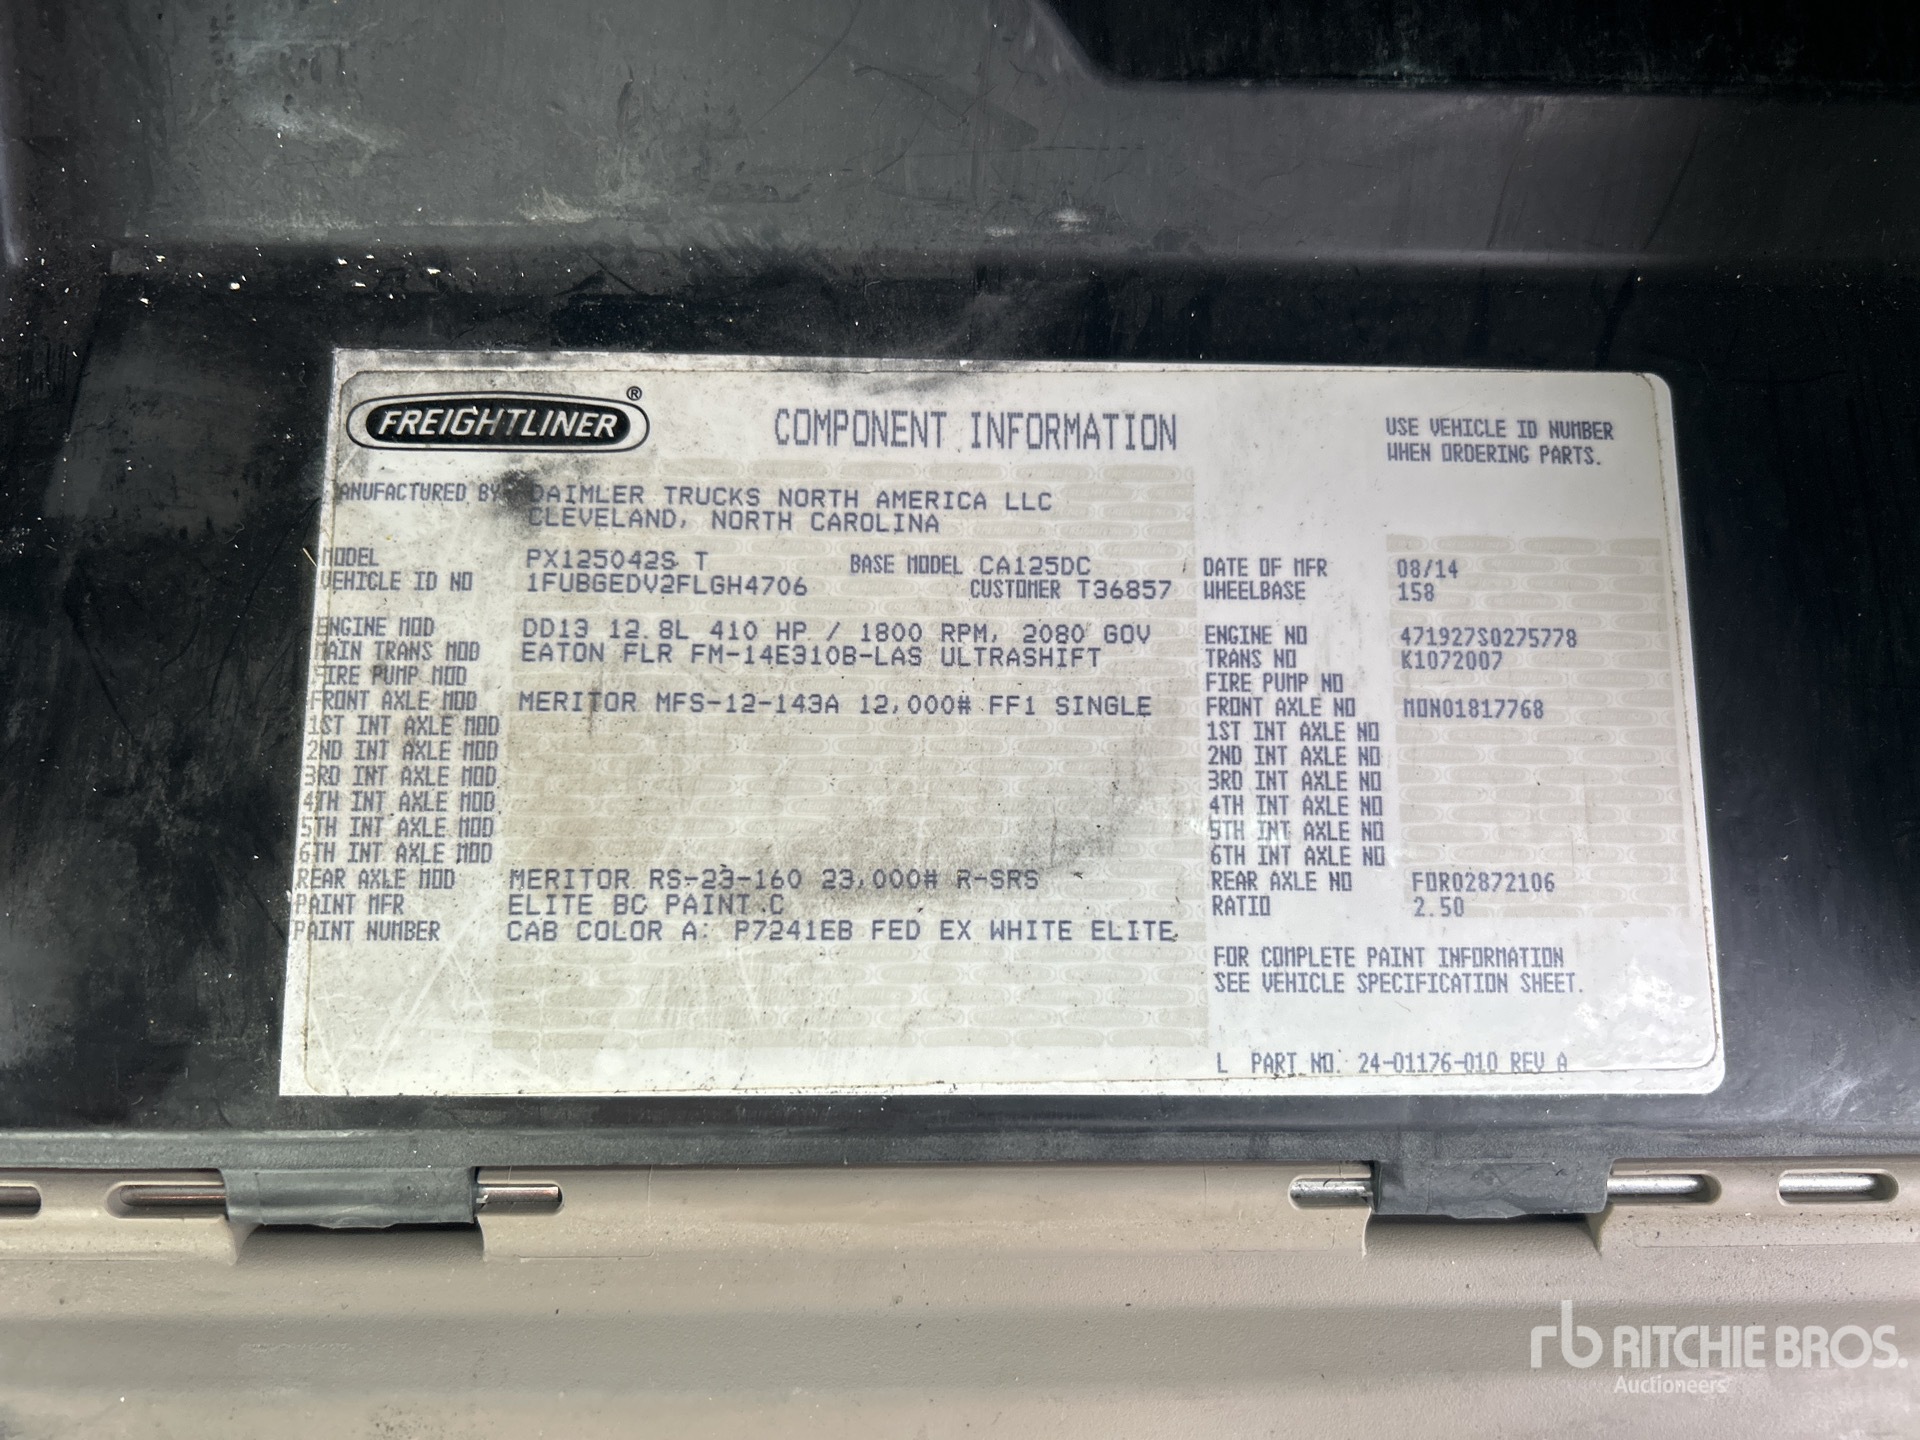 FREIGHTLINER®
COMPONENT INFORMATION
USE VEHICLE ID NUMBER
WHEN ORDERING PARTS.
ANUFACTURED BY DAIMLER TRUCKS NORTH AMERICA LLC
CLEVELAND, NORTH CAROLINA
MODEL PX125042S T BASE MODEL CA125DC DATE OF MFR 08/14
VEHICLE ID NO 1FUBGEDV2FLGH4706 CUSTOMER T36857 WHEELBASE 158
ENGINE MOD DD13 12.8L 410 HP / 1800 RPM, 2080 GOV ENGINE NO 471927S0275778
MAIN TRANS MOD EATON FLR FM-14E310B-LAS ULTRASHIFT TRANS NO K1072007
FIRE PUMP MOD FIRE PUMP NO
FRONT AXLE MOD MERITOR MFS-12-143A 12,000# FF1 SINGLE FRONT AXLE NO MON01817768
1ST INT AXLE MOD 1ST INT AXLE NO
2ND INT AXLE MOD 2ND INT AXLE NO
3RD INT AXLE MOD 3RD INT AXLE NO
4TH INT AXLE MOD 4TH INT AXLE NO
5TH INT AXLE MOD 5TH INT AXLE NO
6TH INT AXLE MOD 6TH INT AXLE NO
REAR AXLE MOD MERITOR RS-23-160 23,000# R-SRS REAR AXLE NO FOR02872106
PAINT MFR ELITE BC PAINT C RATIO 2.50
PAINT NUMBER CAB COLOR A: P7241EB FED EX WHITE ELITE
FOR COMPLETE PAINT INFORMATION
SEE VEHICLE SPECIFICATION SHEET.
L PART NO. 24-01176-010 REV A
rb RITCHIE BROS.
Auctioneers